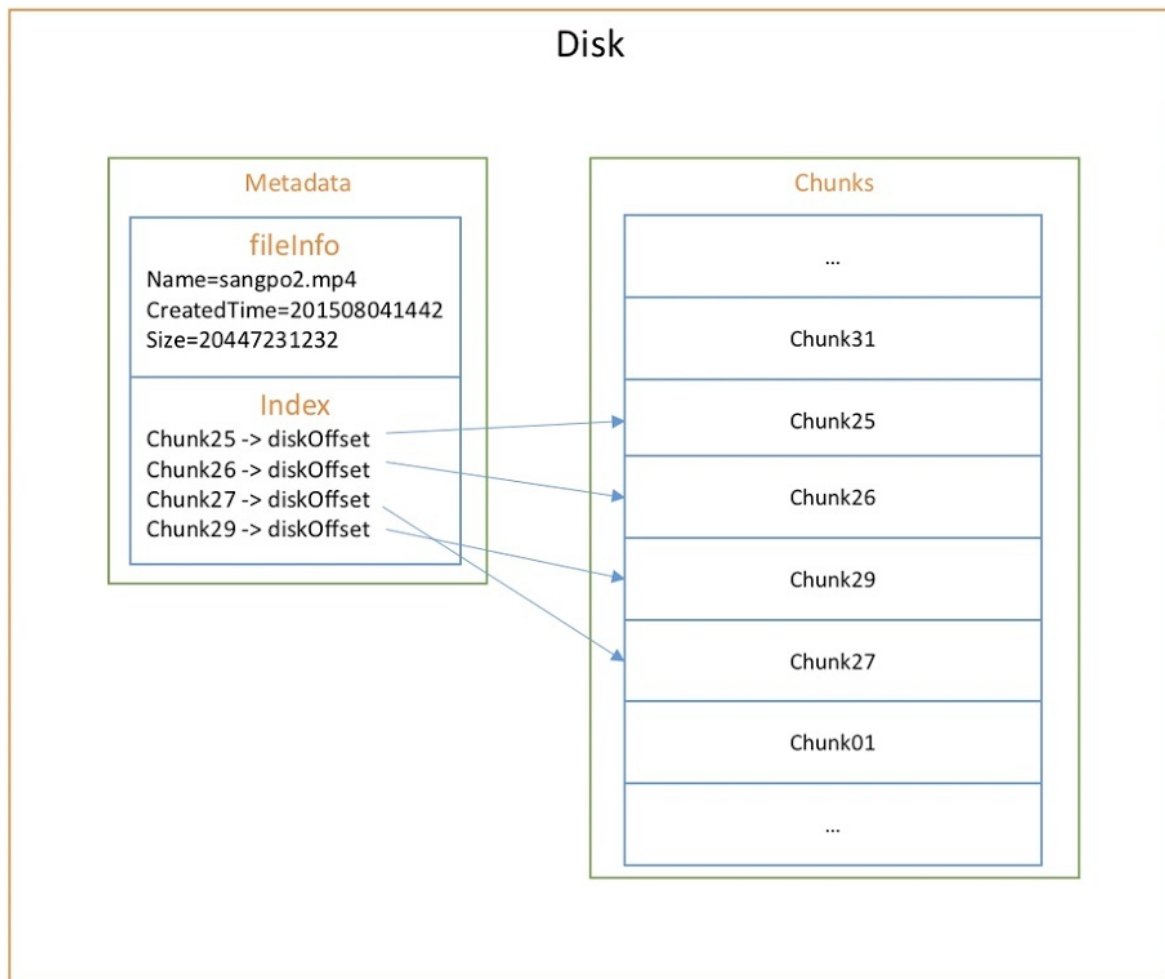 Disk
Metadata
fileInfo
Name=sangpo2.mp4
CreatedTime=201508041442
Size=20447231232
Index
Chunk25 -> diskOffset
Chunk26 -> diskOffset
Chunk27 -> diskOffset
Chunk29 -> diskOffset
Chunks
...
Chunk31
Chunk25
Chunk26
Chunk29
Chunk27
Chunk01
...